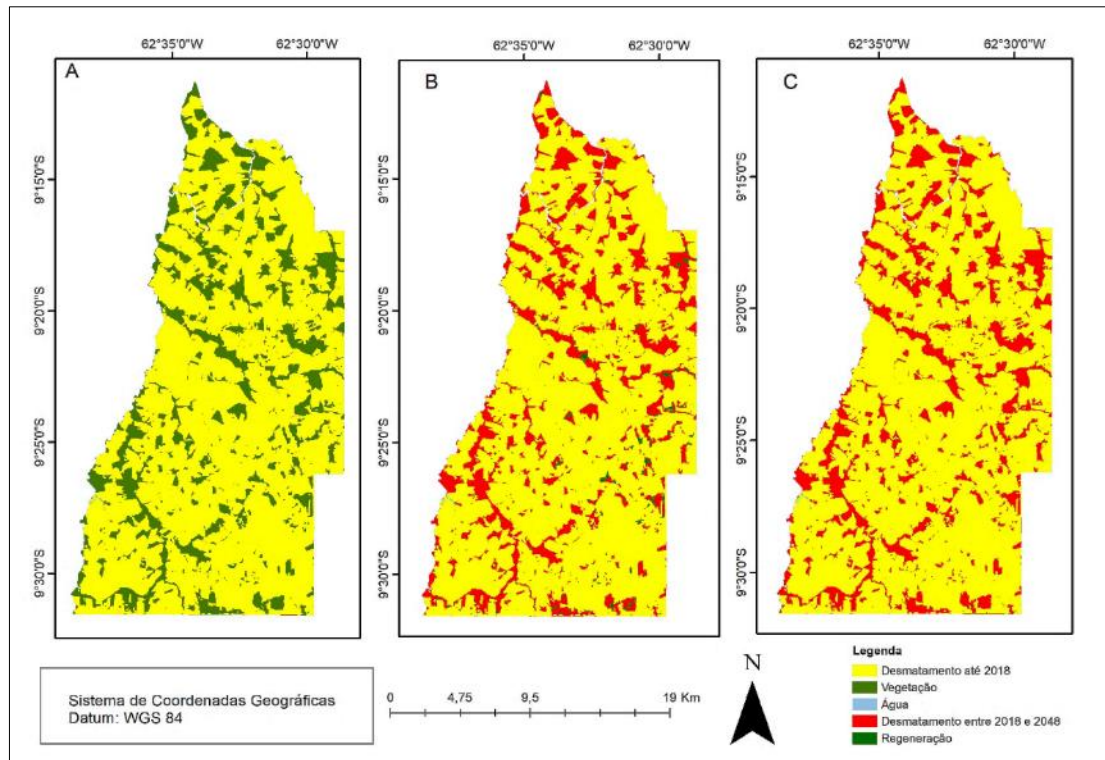 62°35'0"W 62°30'0"W
62°35'0"W 62°30'0"W
62°35'0"W 62°30'0"W
A
B
C
9°15'0"S
9°20'0"S
9°25'0"S
9°30'0"S
9°15'0"S
9°20'0"S
9°25'0"S
9°30'0"S
9°15'0"S
9°20'0"S
9°25'0"S
9°30'0"S
Sistema de Coordenadas Geográficas
Datum: WGS 84
0 4,75 9,5 19 Km
N
Legenda
Desmatamento até 2018
Vegetação
Água
Desmatamento entre 2018 e 2048
Regeneração